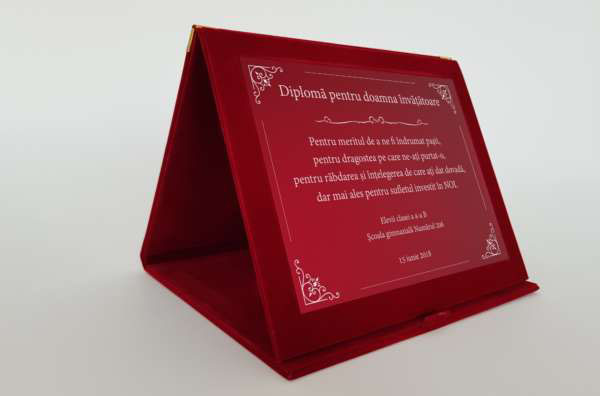 Diplomă pentru doamna învățătoare
Pentru meritul de a ne fi îndrumat pașii,
pentru dragostea pe care ne-ați purtat-o,
pentru răbdarea și înțelegerea de care ați dat dovadă,
dar mai ales pentru sufletul investit în NOI.
Elevii clasei a 4-a B
Școala gimnazială Numărul 206
15 iunie 2018